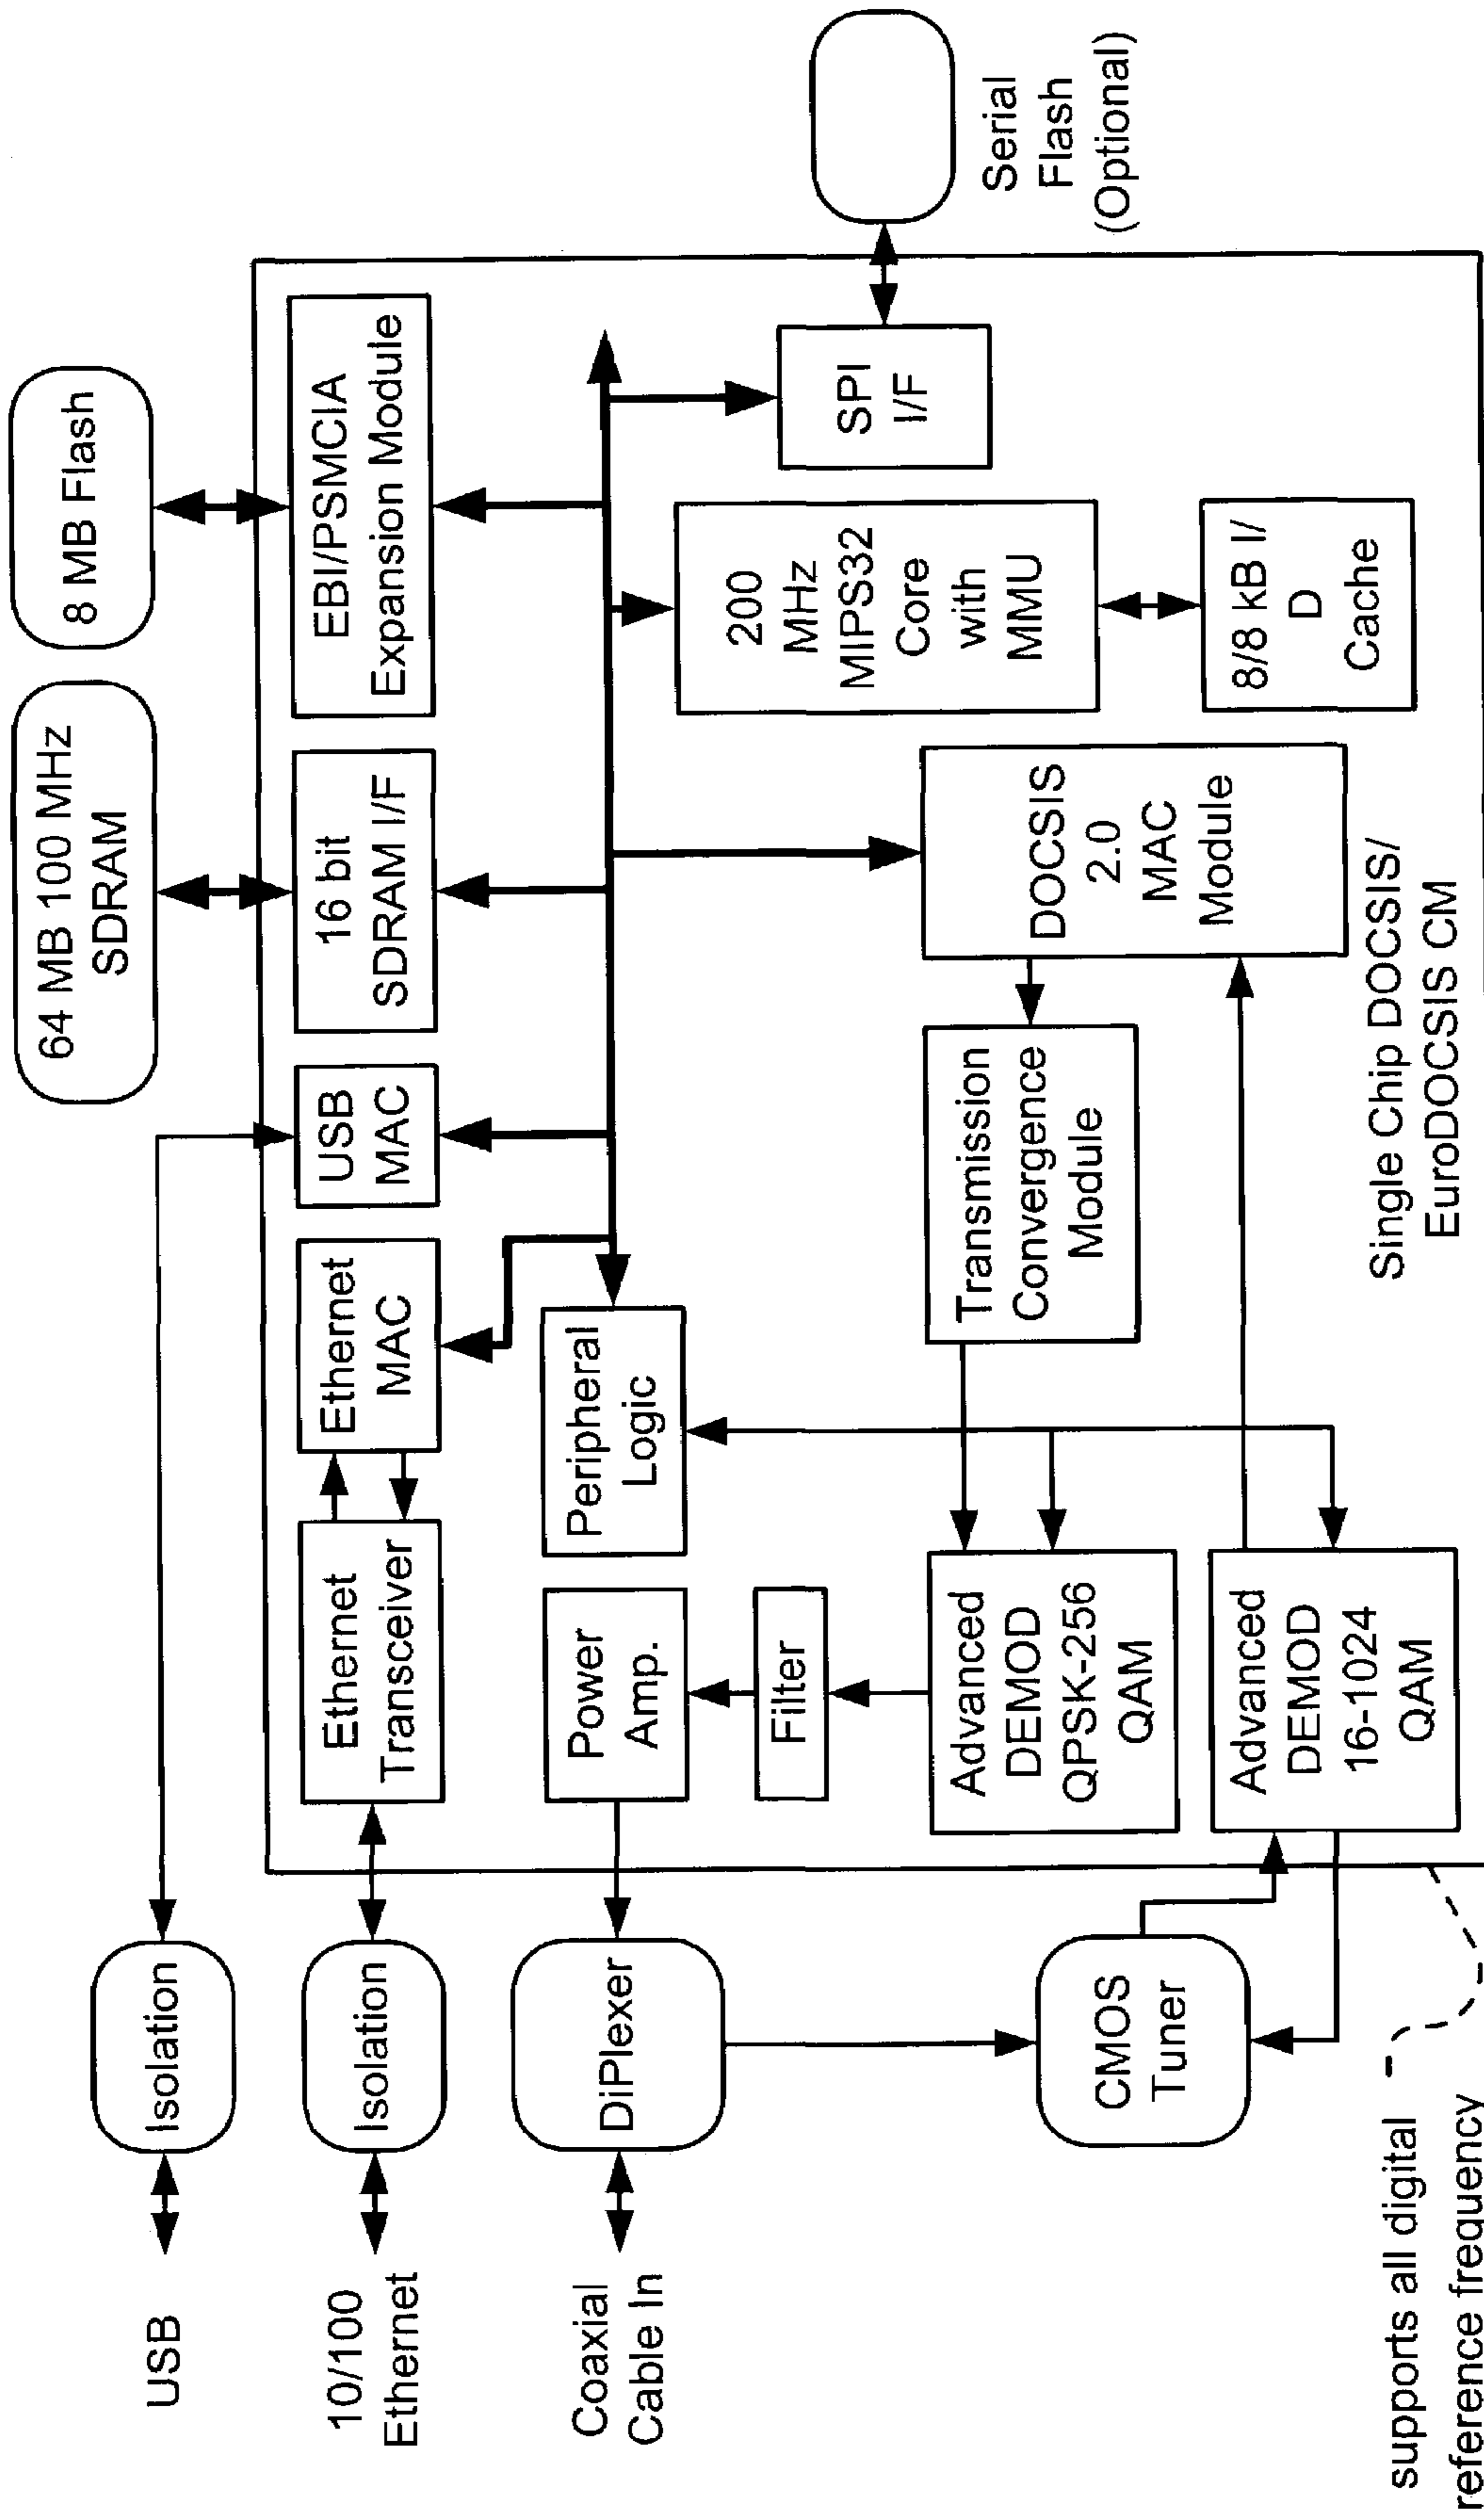 64 MB 100 MHz
SDRAM
8 MB Flash
USB
Isolation
10/100
Ethernet
Isolation
Ethernet
Transceiver
Ethernet
MAC
USB
MAC
16 bit
SDRAM I/F
EBI/PSMCIA
Expansion Module
Coaxial
Cable In
DiPlexer
Power
Amp.
Peripheral
Logic
Filter
200
MHz
MIPS32
Core
with
MMU
SPI
I/F
Serial
Flash
(Optional)
Advanced
DEMOD
QPSK-256
QAM
Transmission
Convergence
Module
DOCSIS
2.0
MAC
Module
CMOS
Tuner
Advanced
DEMOD
16-1024
QAM
8/8 kB I/
D
Cache
Single Chip DOCSIS/
EuroDOCSIS CM
supports all digital
reference frequency